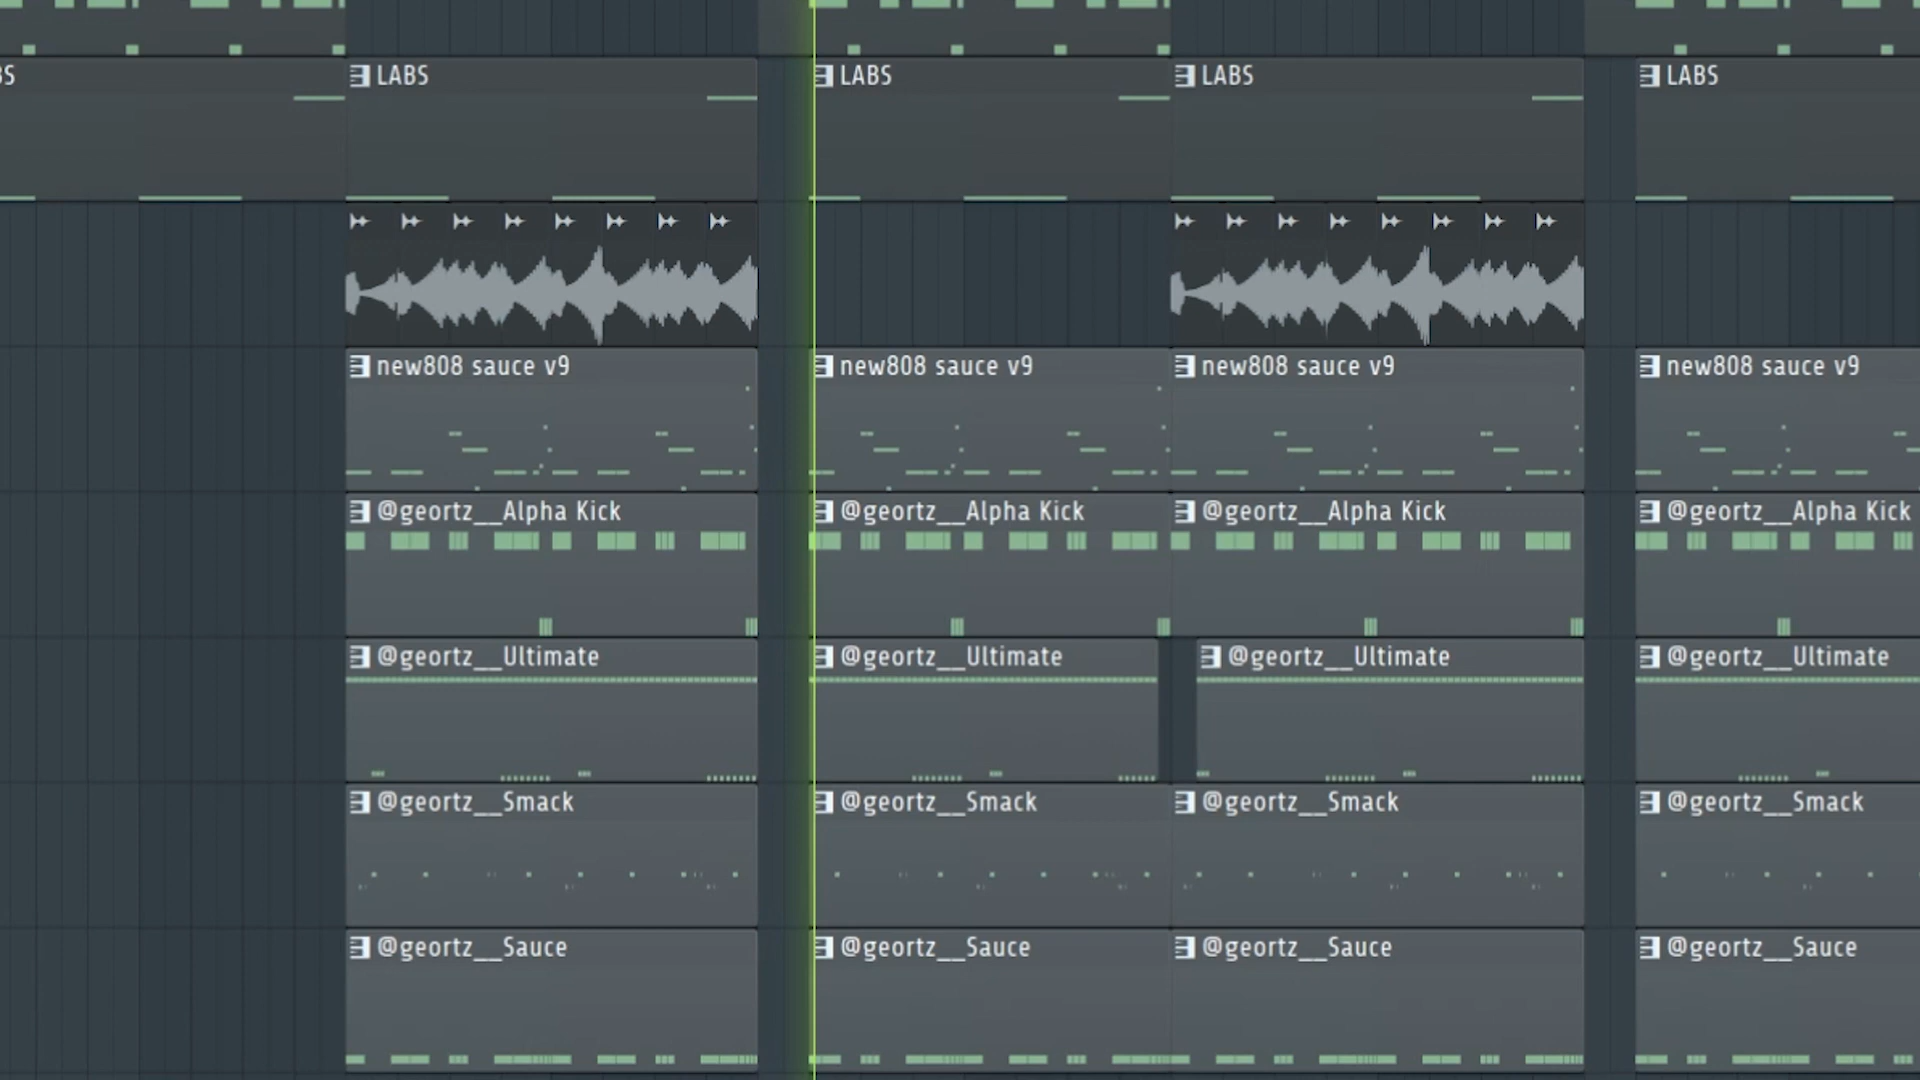 LABS LABS LABS LABS
new808 sauce v9 new808 sauce v9 new808 sauce v9 new808 sauce v9
@geortz__Alpha Kick @geortz__Alpha Kick @geortz__Alpha Kick @geortz__Alpha Kick
@geortz__Ultimate @geortz__Ultimate @geortz__Ultimate @geortz__Ultimate
@geortz__Smack @geortz__Smack @geortz__Smack @geortz__Smack
@geortz__Sauce @geortz__Sauce @geortz__Sauce @geortz__Sauce